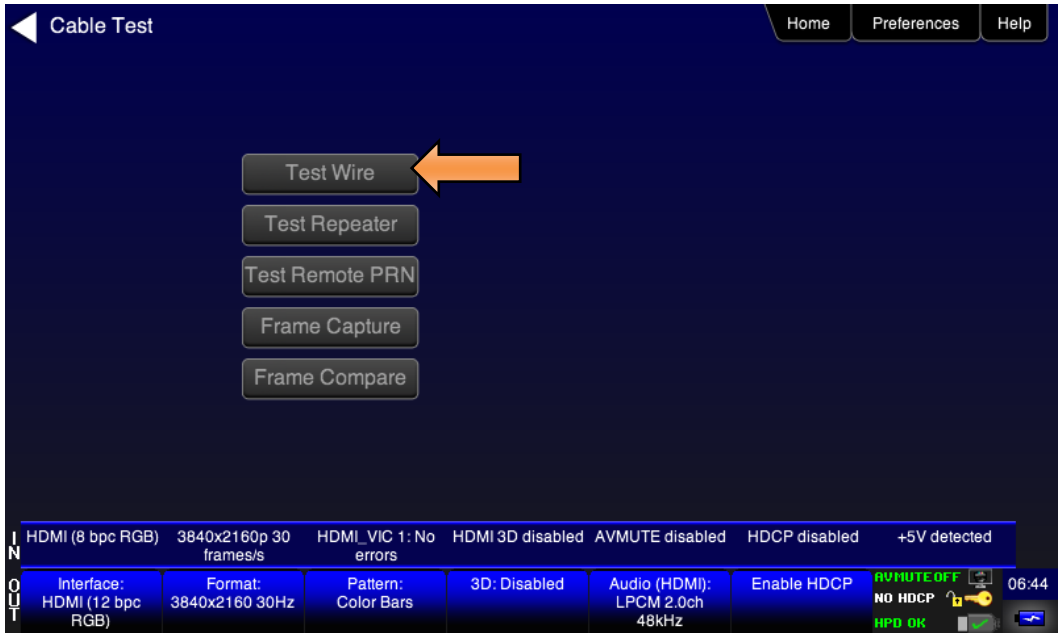 Cable Test
Home
Preferences
Help
Test Wire
Test Repeater
Test Remote PRN
Frame Capture
Frame Compare
IN
HDMI (8 bpc RGB)
3840x2160p 30
frames/s
HDMI_VIC 1: No
errors
HDMI 3D disabled
AVMUTE disabled
HDCP disabled
+5V detected
OUT
Interface:
HDMI (12 bpc
RGB)
Format:
3840x2160 30Hz
Pattern:
Color Bars
3D: Disabled
Audio (HDMI):
LPCM 2.0ch
48kHz
Enable HDCP
AVMUTEOFF
NO HDCP
HPD OK
06:44